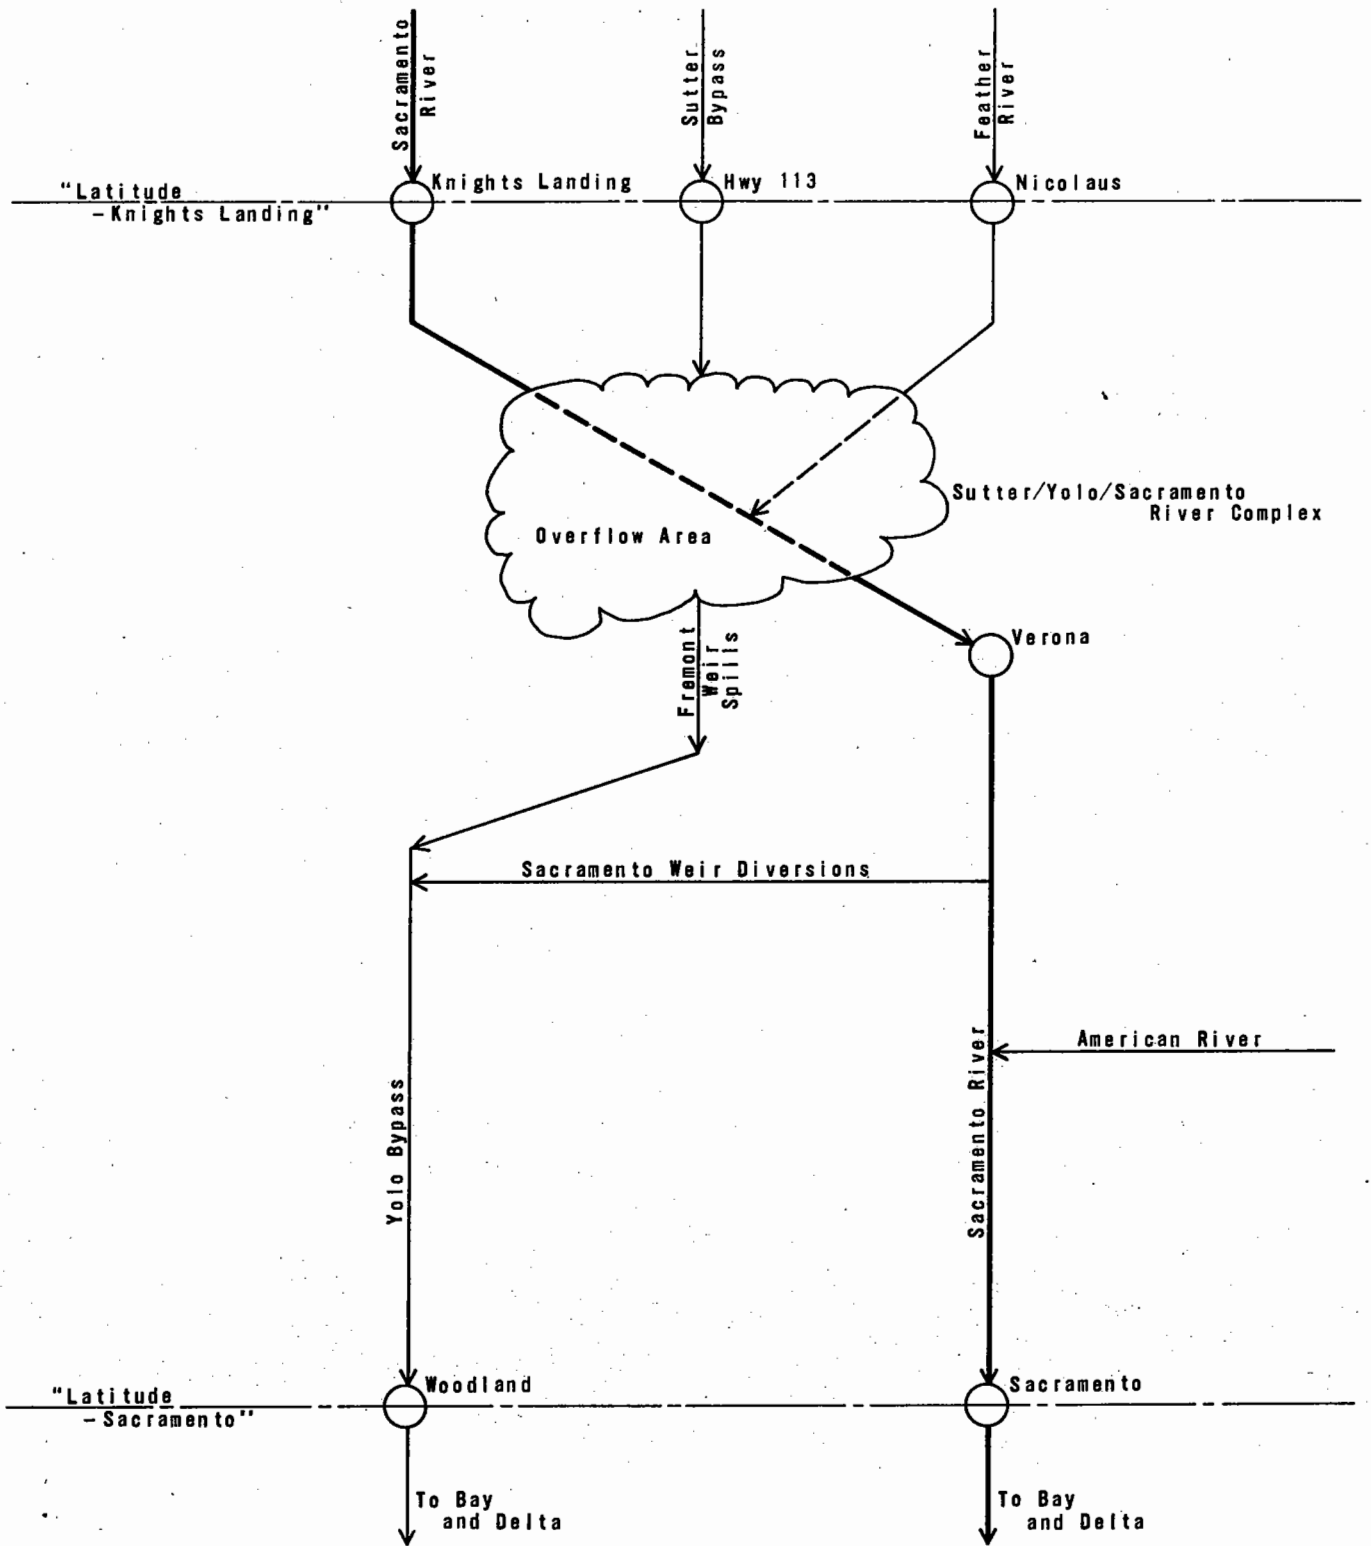 Sacramento
River
Sutter
Bypass
Feather
River
"Latitude
-Knights Landing"
Knights Landing
Hwy 113
Nicolaus
Sutter/Yolo/Sacramento
River Complex
Overflow Area
Verona
Fremont
Weir
Spills
Sacramento Weir Diversions
American River
Yolo Bypass
Sacramento River
"Latitude
-Sacramento"
Woodland
Sacramento
To Bay
and Delta
To Bay
and Delta